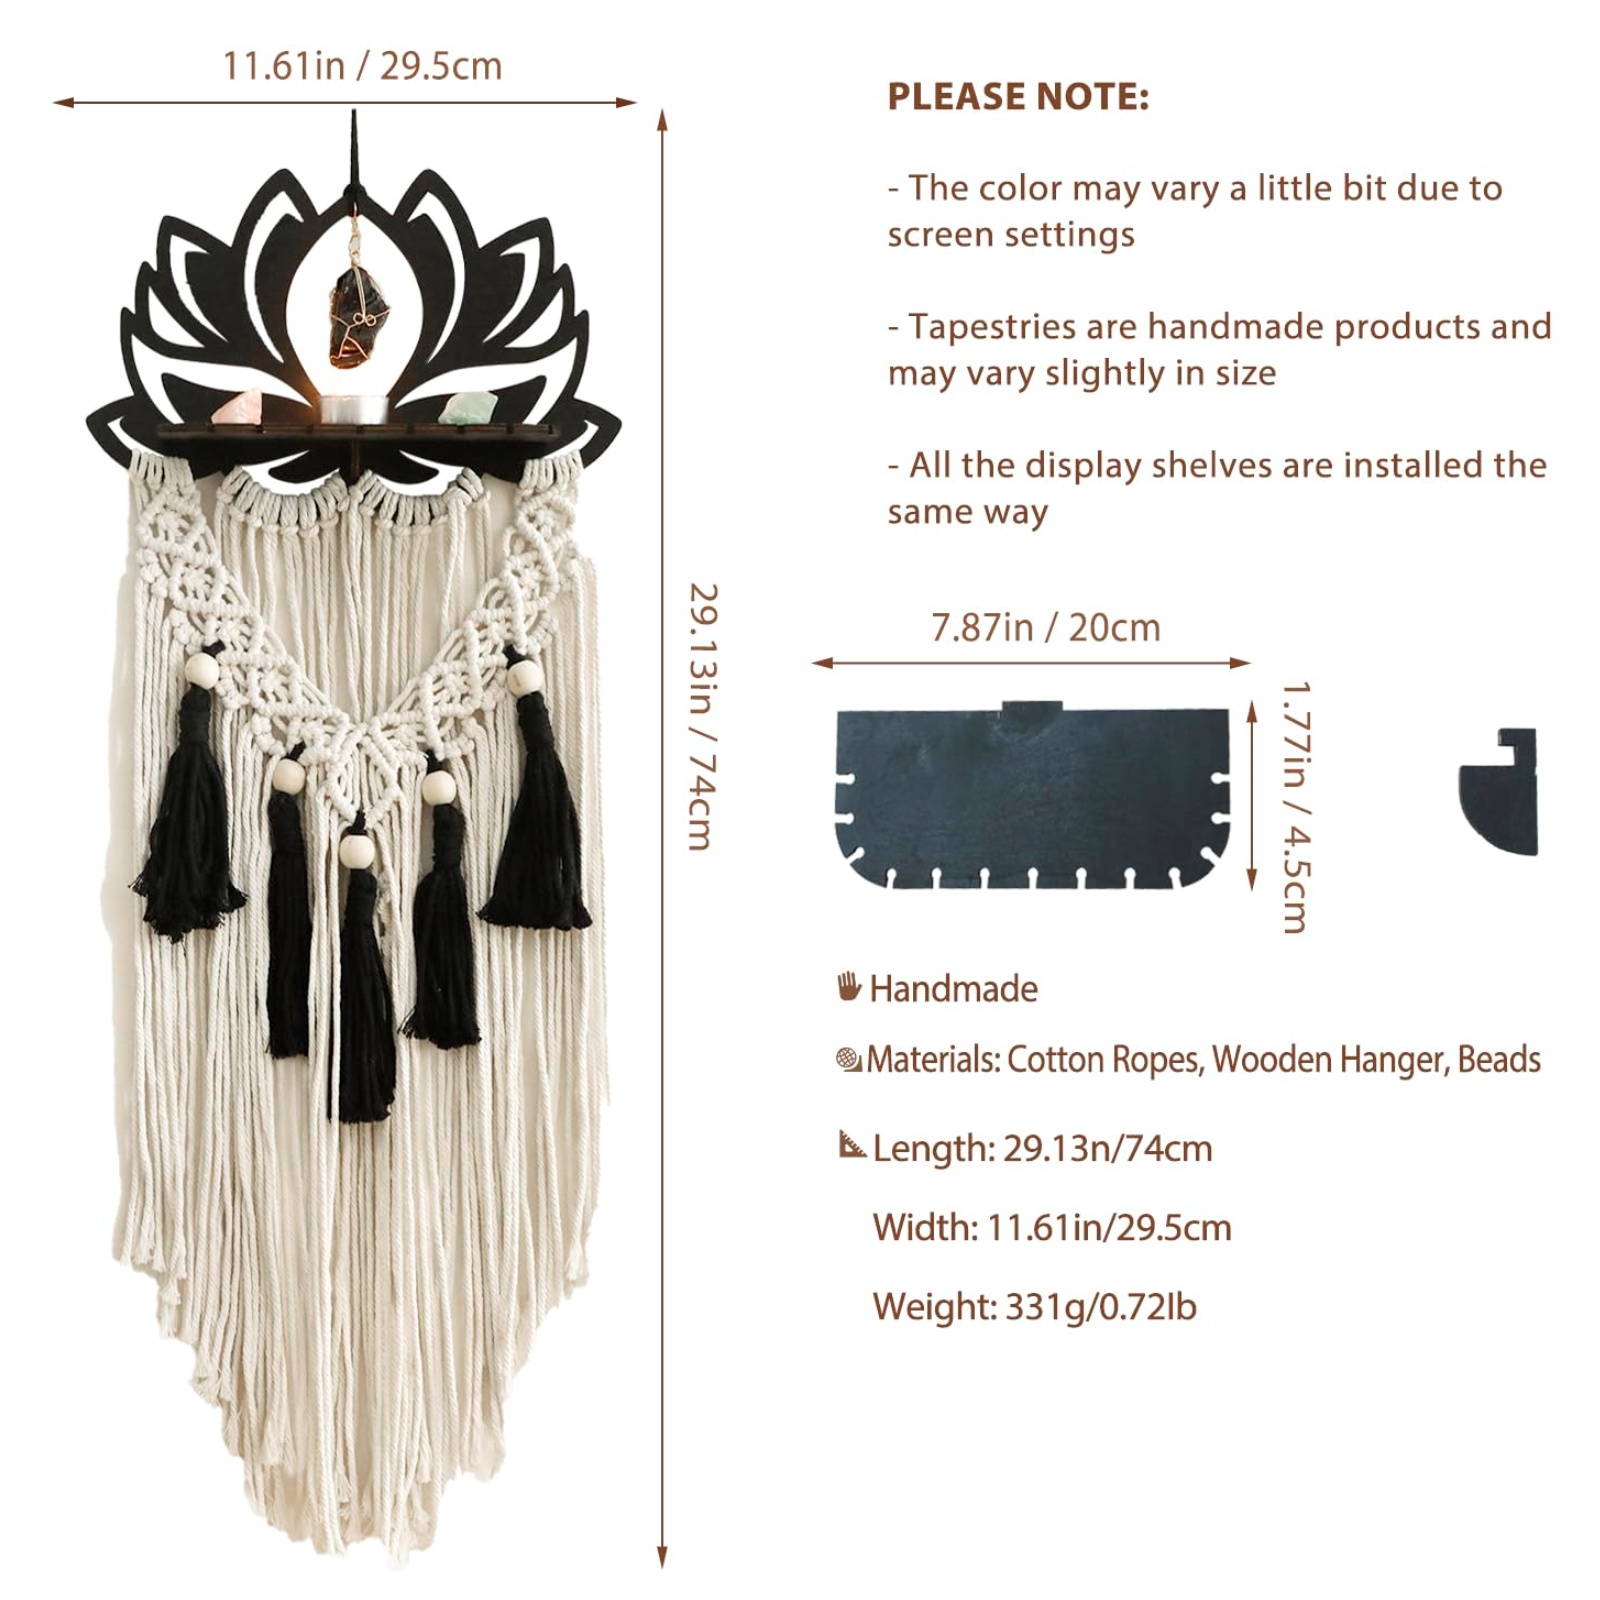 11.61in / 29.5cm
29.13in / 74cm
PLEASE NOTE:
- The color may vary a little bit due to
screen settings
- Tapestries are handmade products and
may vary slightly in size
- All the display shelves are installed the
same way
7.87in / 20cm
1.77in / 4.5cm
Handmade
Materials: Cotton Ropes, Wooden Hanger, Beads
Length: 29.13n/74cm
Width: 11.61in/29.5cm
Weight: 331g/0.72lb